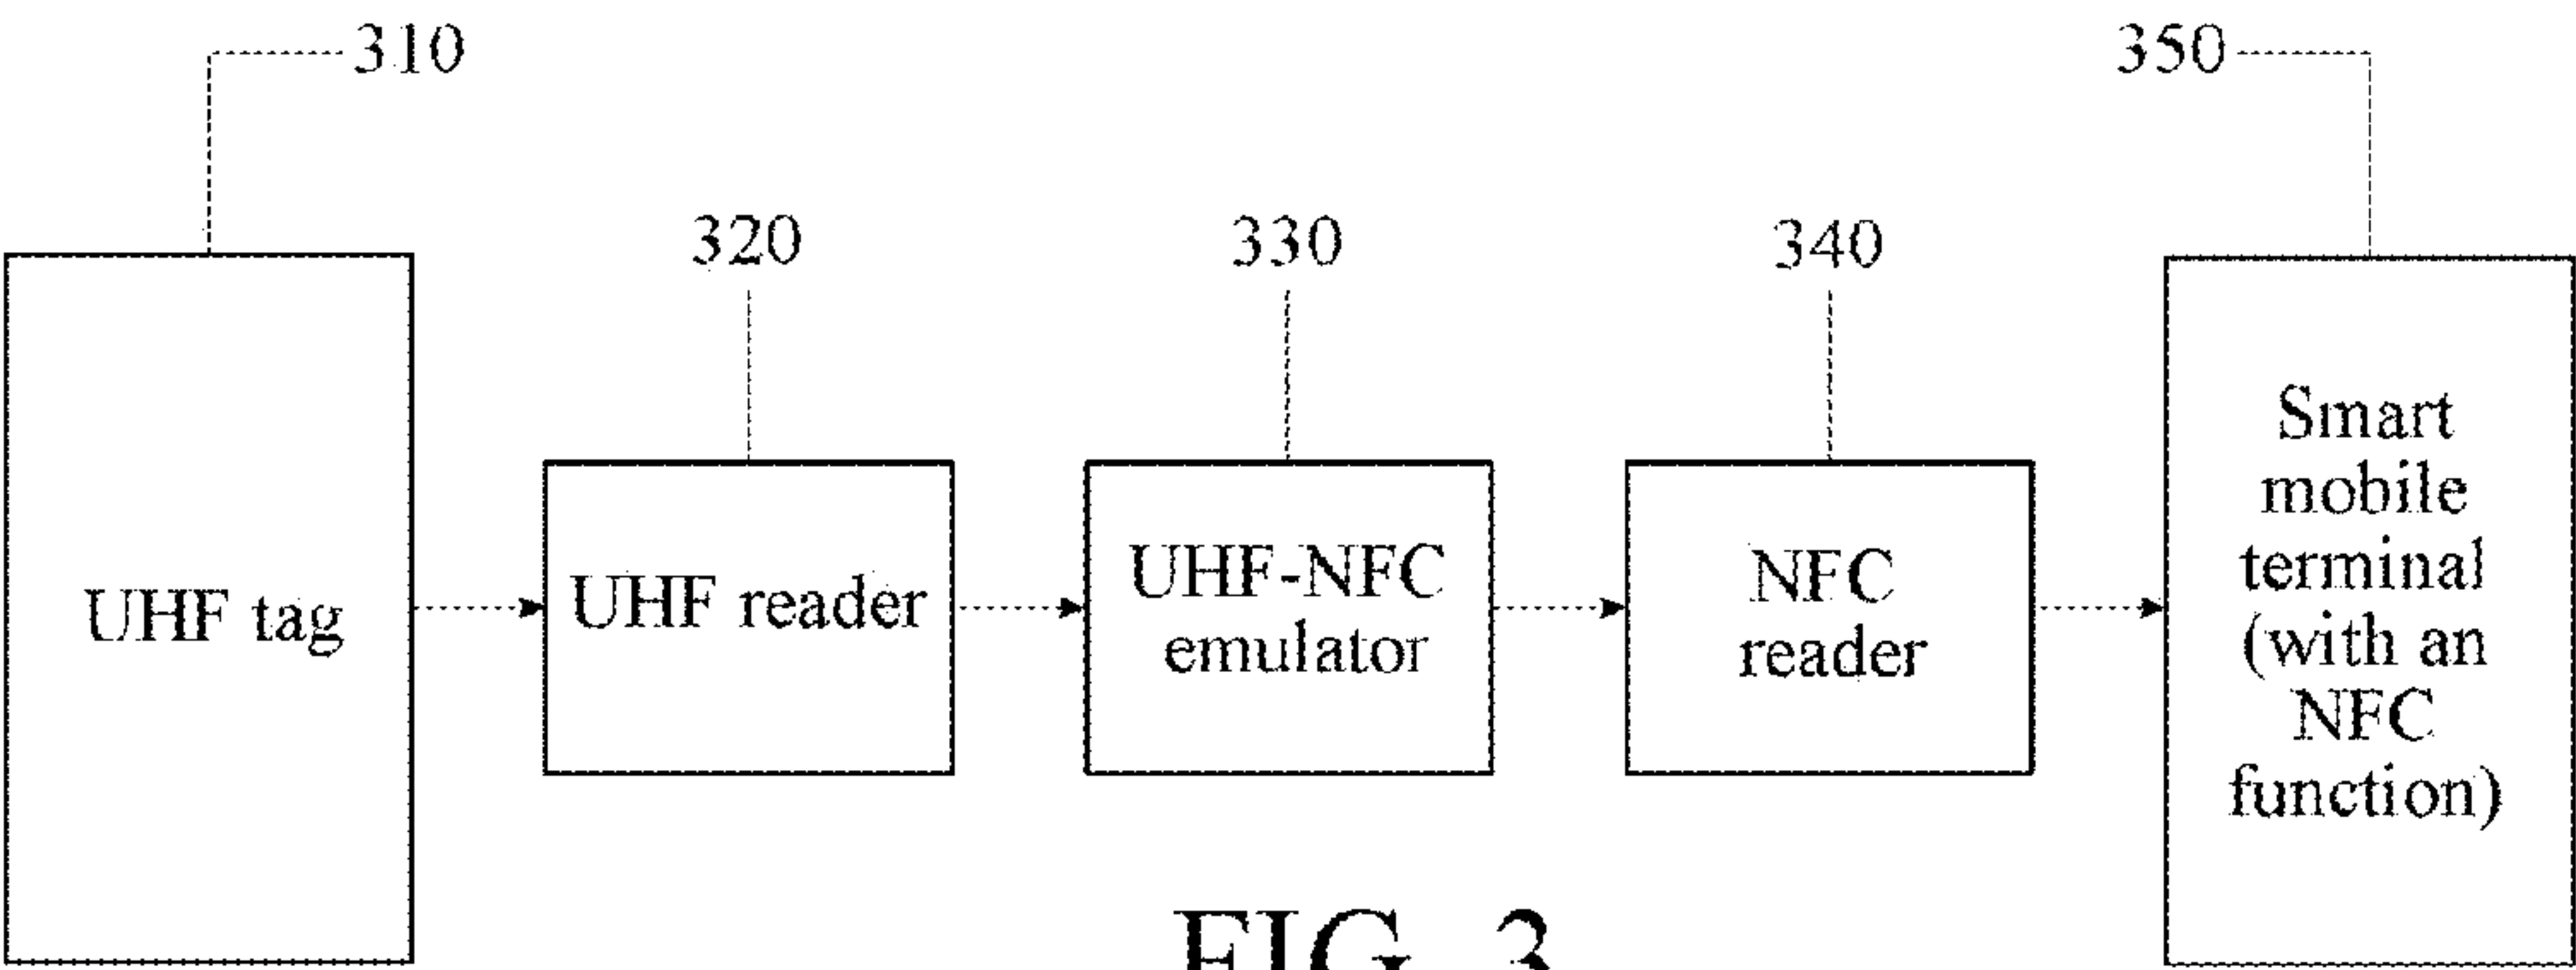 310
350
320
330
340
UHF tag
UHF reader
UHF-NFC
emulator
NFC
reader
Smart
mobile
terminal
(with an
NFC
function)
FIG. 3